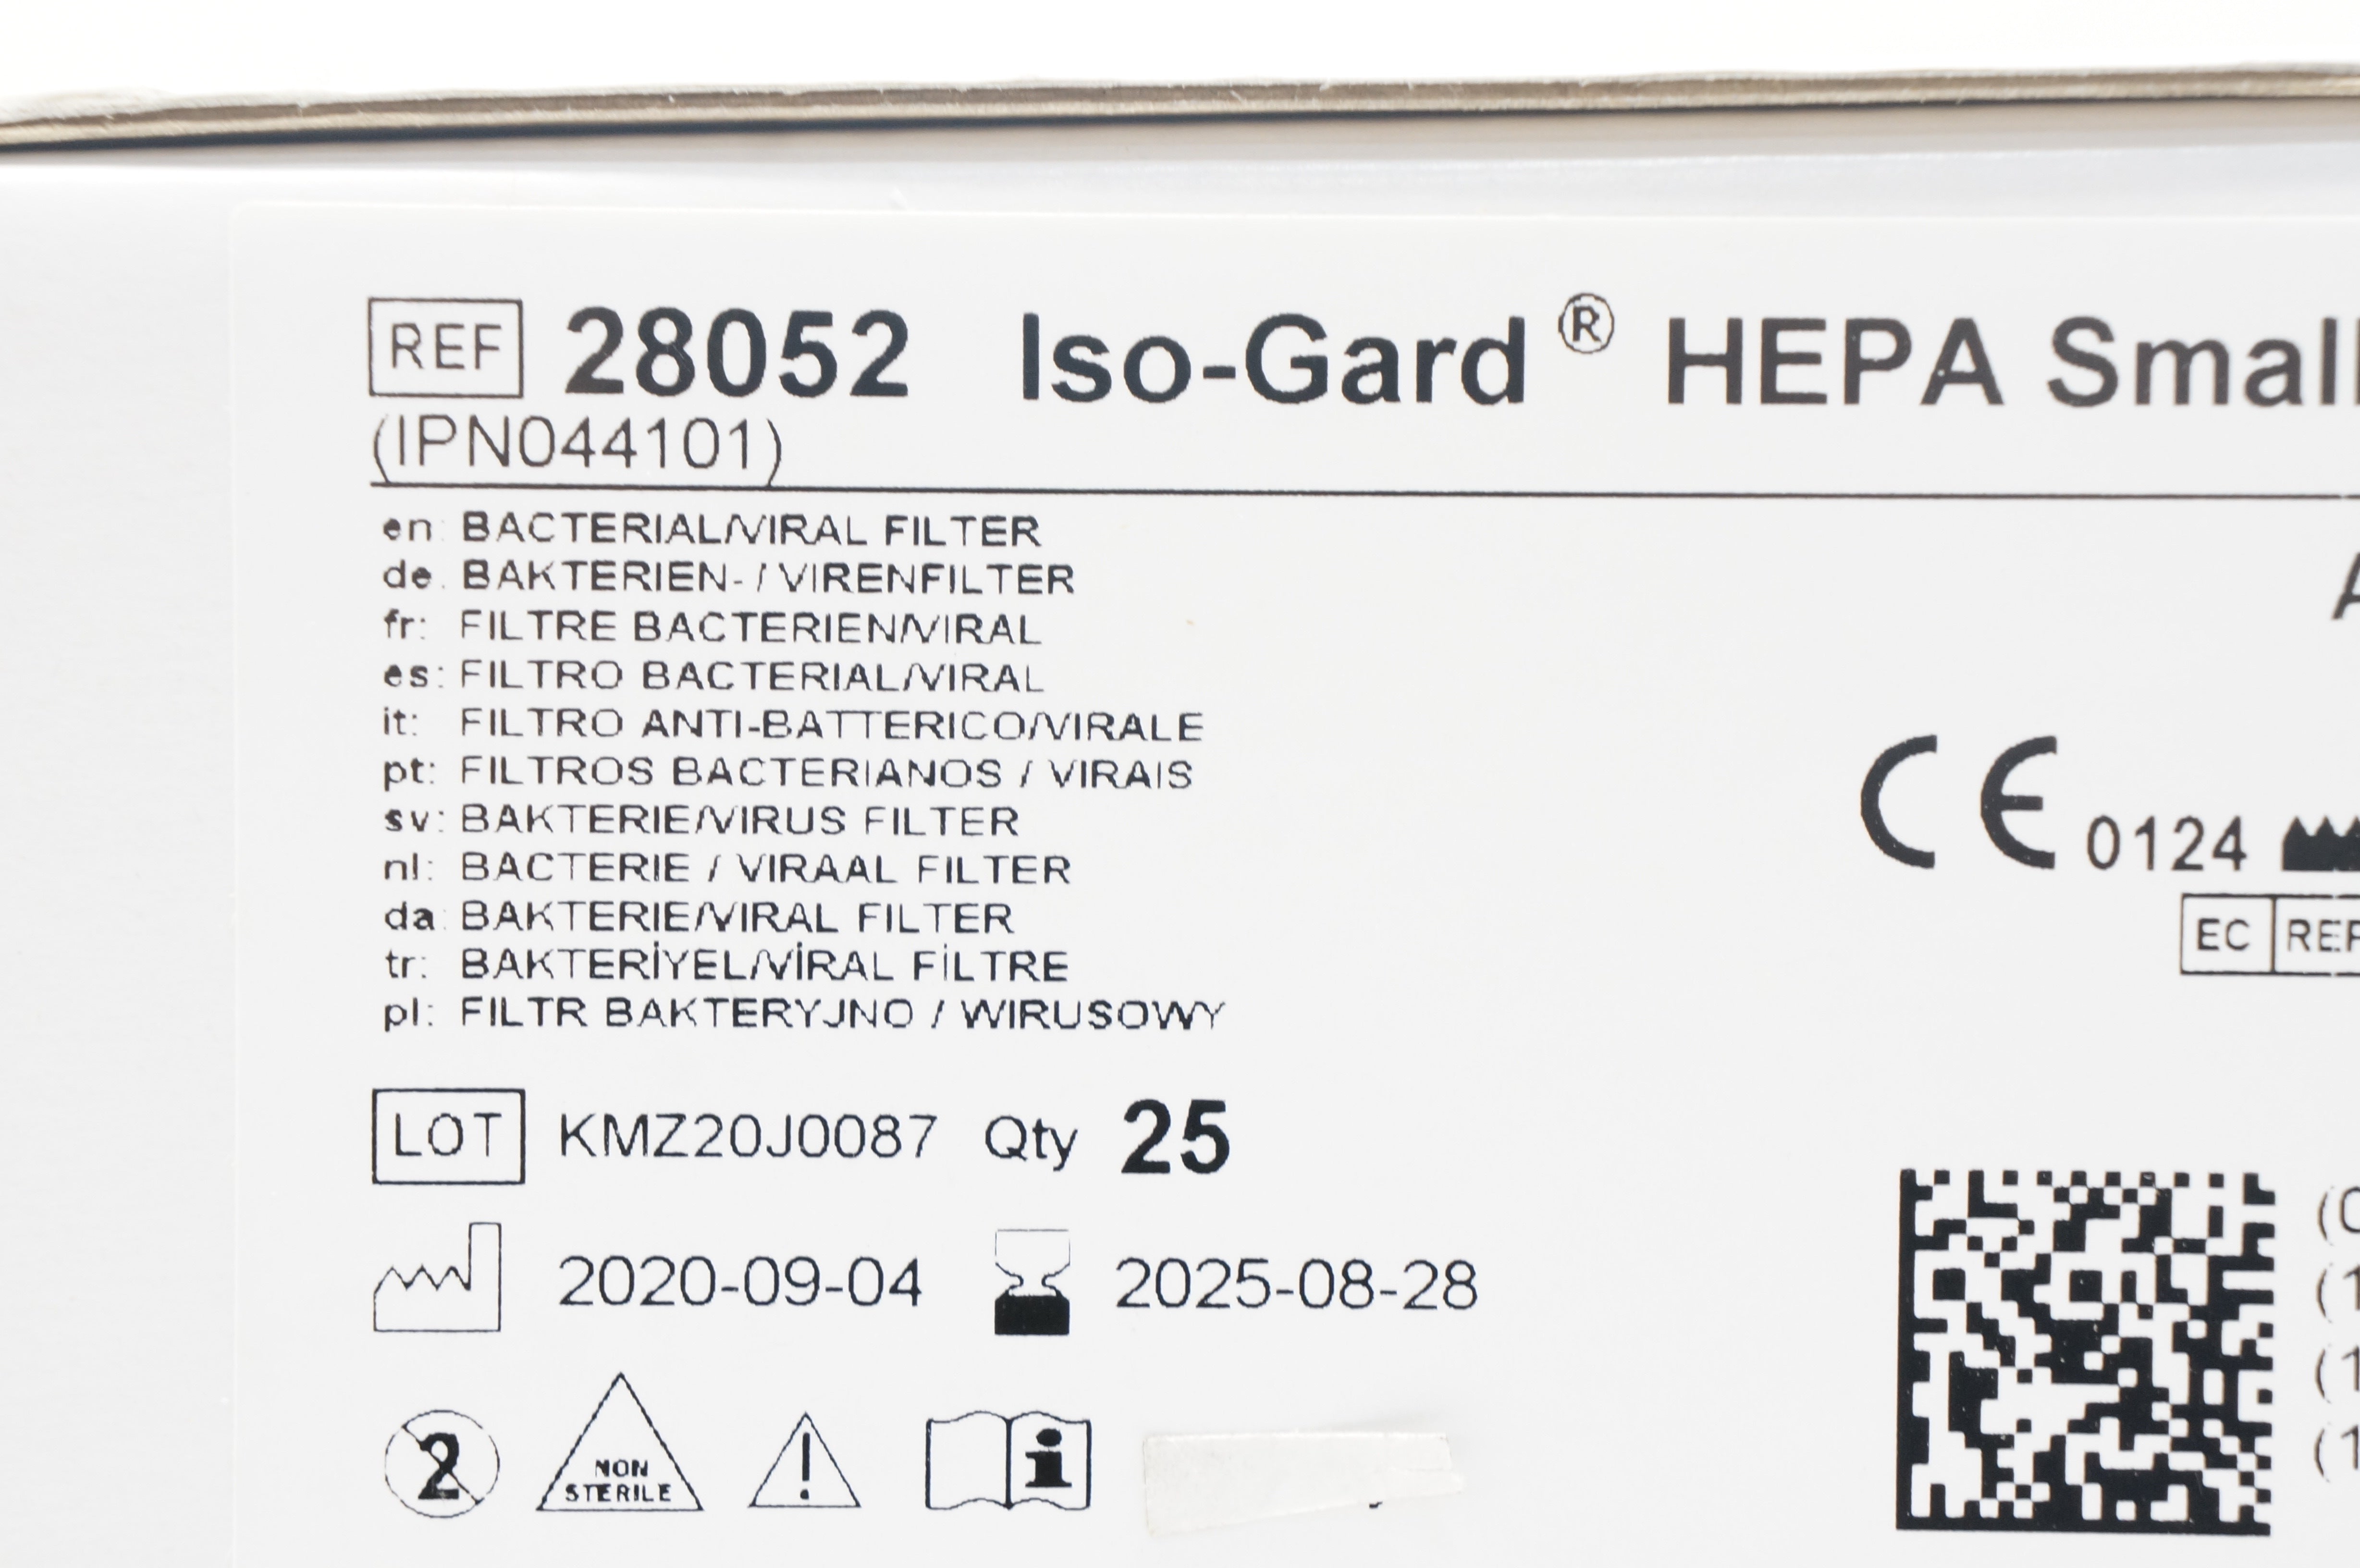 REF 28052 Iso-Gard® HEPA Small
(IPN044101)
en: BACTERIAL/VIRAL FILTER
de: BAKTERIEN- / VIRENFILTER
fr: FILTRE BACTERIEN/VIRAL
es: FILTRO BACTERIAL/VIRAL
it: FILTRO ANTI-BATTERICO/VIRALE
pt: FILTROS BACTERIANOS / VIRAIS
sv: BAKTERIE/VIRUS FILTER
nl: BACTERIE / VIRAAL FILTER
da: BAKTERIE/VIRAL FILTER
tr: BAKTERİYEL/VİRAL FİLTRE
pl: FILTR BAKTERYJNO / WIRUSOWY
CE 0124
EC REP
LOT KMZ20J0087 Qty 25
2020-09-04 2025-08-28
2 NON STERILE ! i